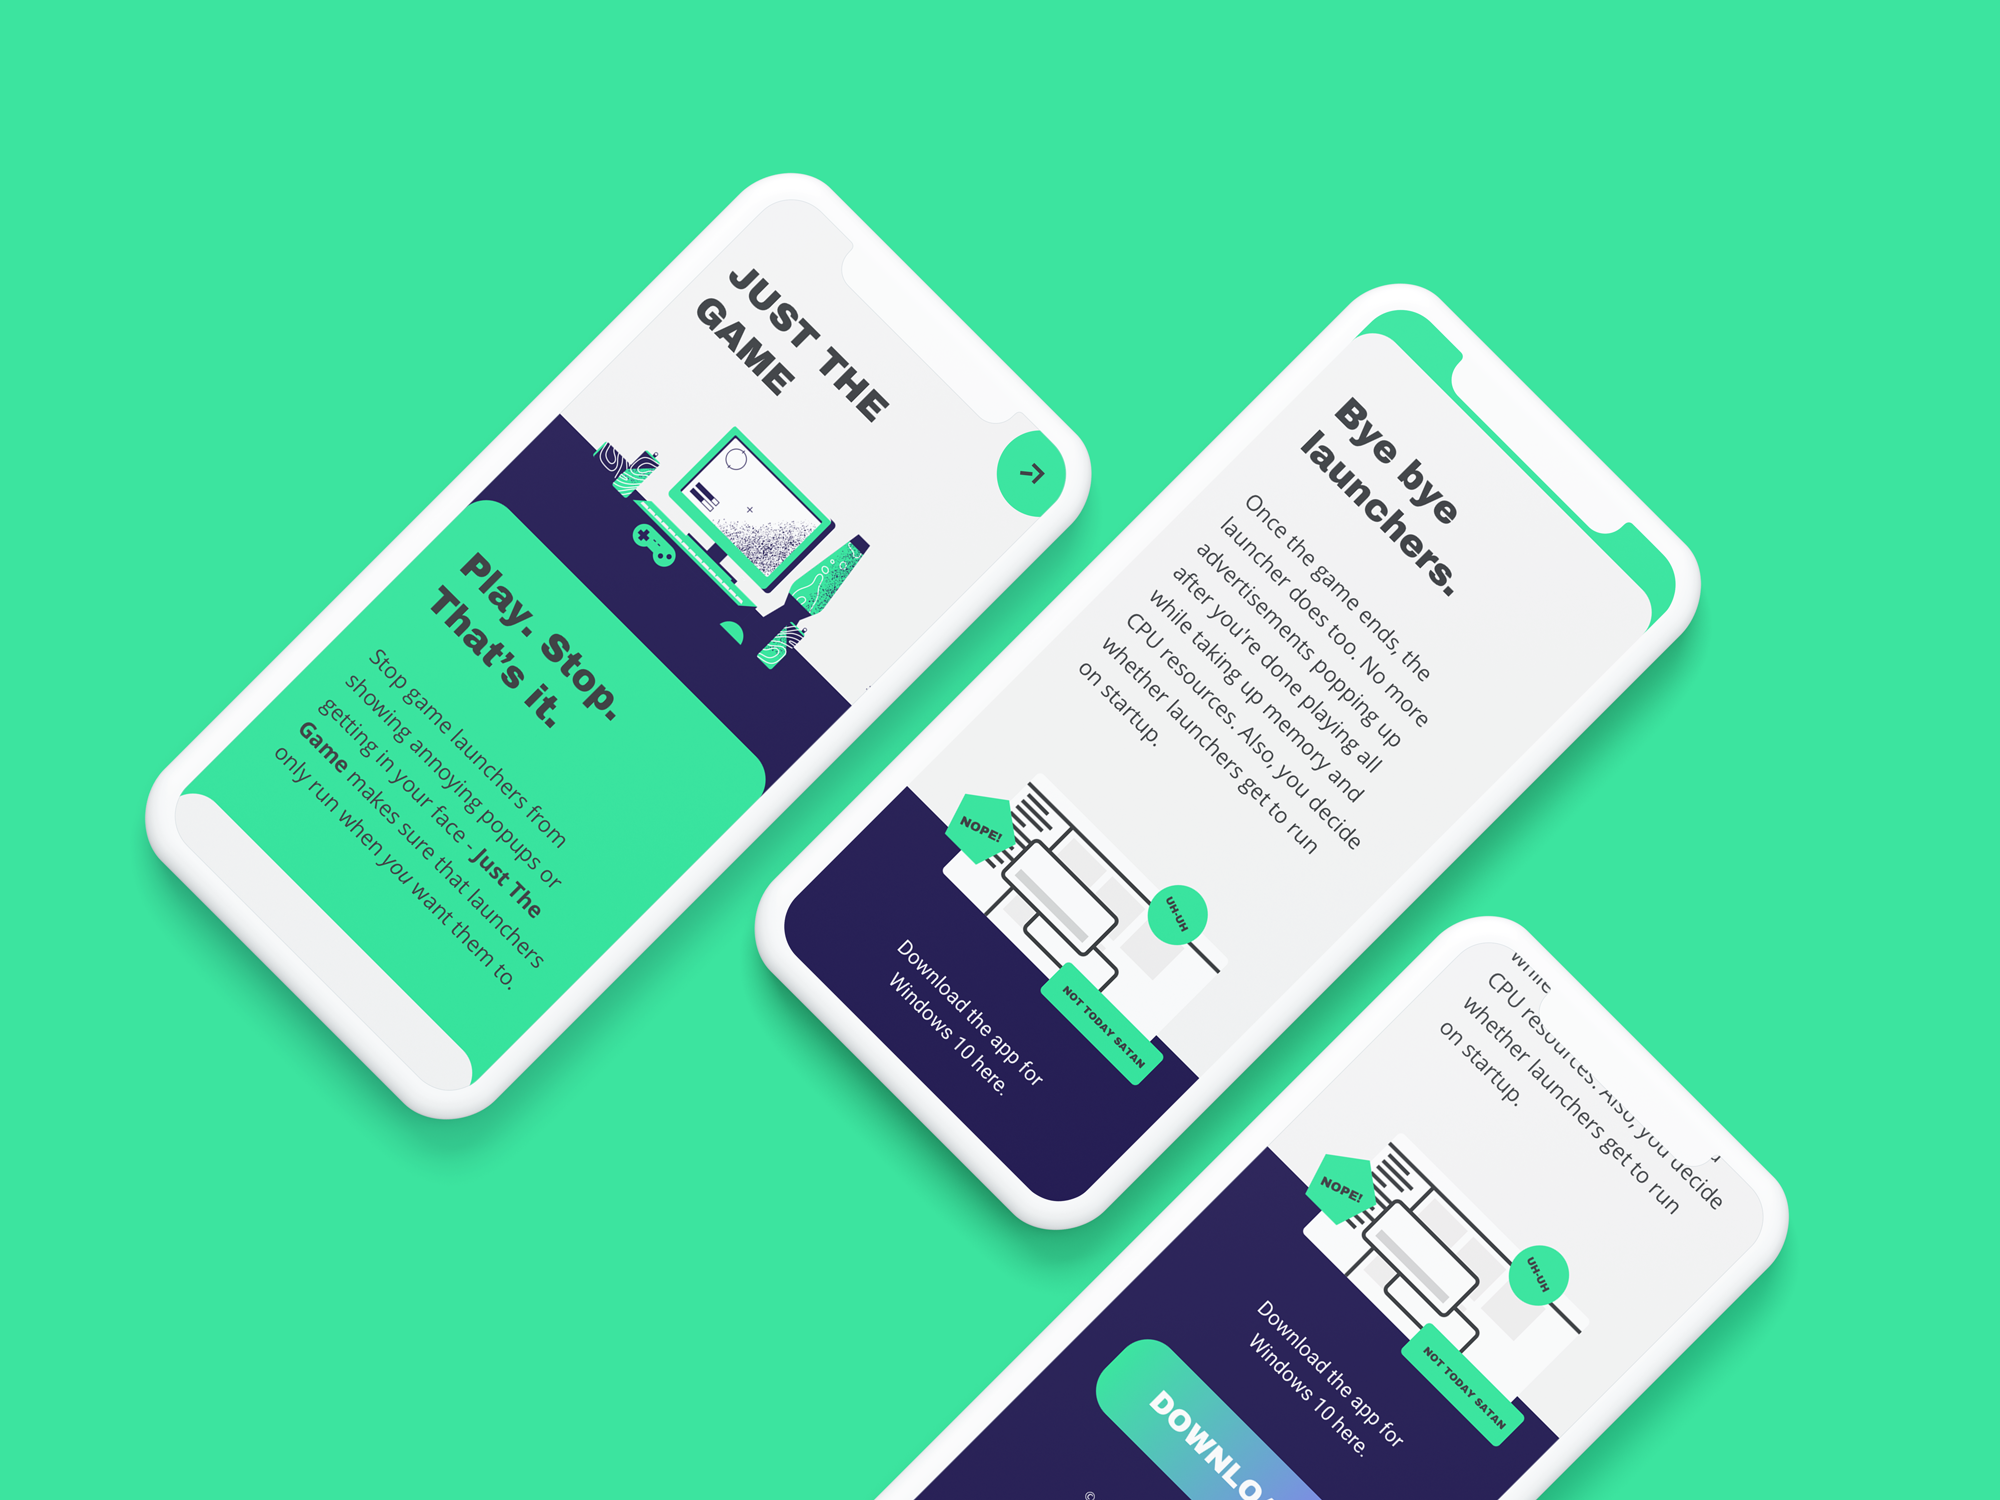 JUST THE
GAME
Play. Stop.
That's it.
Stop game launchers from
showing annoying popups or
getting in your face - Just The
Game makes sure that launchers
only run when you want them to.
Bye bye
launchers.
Once the game ends, the
launcher does too. No more
advertisements popping up
after you're done playing all
while taking up memory and
CPU resources. Also, you decide
whether launchers get to run
on startup.
NOPE!
UH-UH
NOT TODAY SATAN
Download the app for
Windows 10 here.
while
CPU resources. Also, you decide
whether launchers get to run
on startup.
NOPE!
UH-UH
NOT TODAY SATAN
Download the app for
Windows 10 here.
DOWNLOA
©